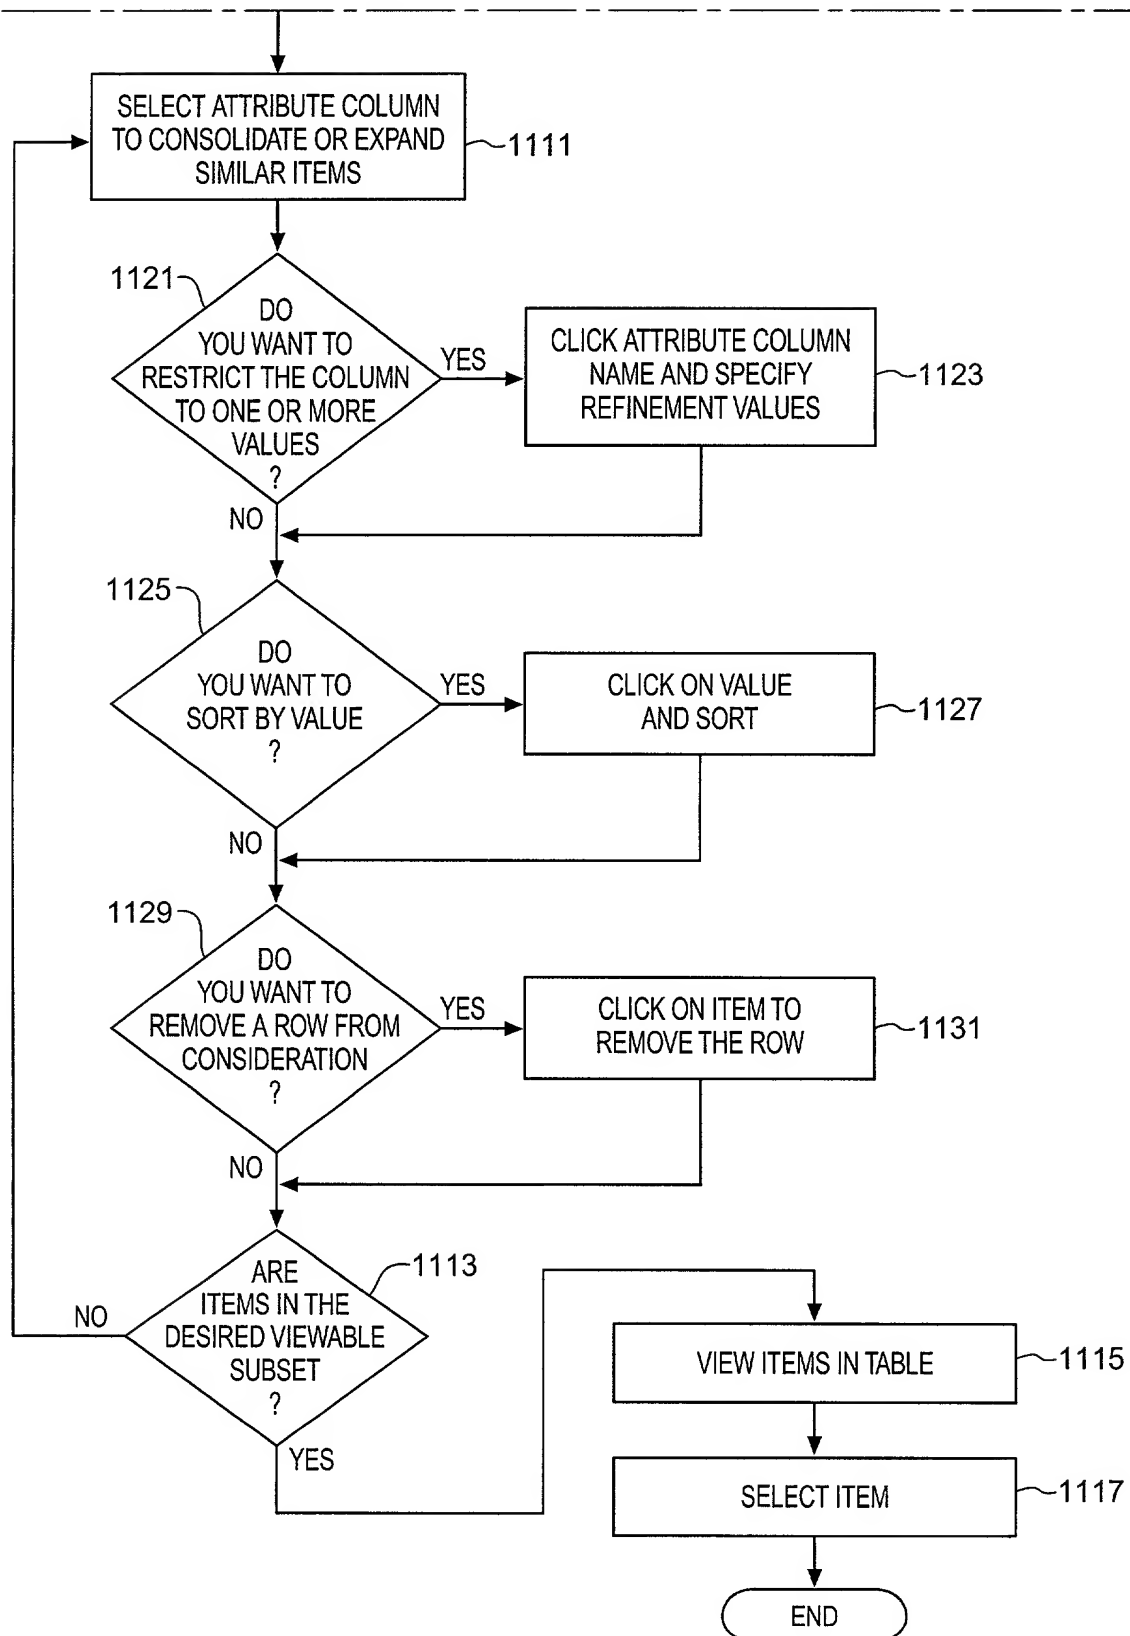 SELECT ATTRIBUTE COLUMN
TO CONSOLIDATE OR EXPAND
SIMILAR ITEMS
1111
1121
DO
YOU WANT TO
RESTRICT THE COLUMN
TO ONE OR MORE
VALUES
?
YES
CLICK ATTRIBUTE COLUMN
NAME AND SPECIFY
REFINEMENT VALUES
1123
NO
1125
DO
YOU WANT TO
SORT BY VALUE
?
YES
CLICK ON VALUE
AND SORT
1127
NO
1129
DO
YOU WANT TO
REMOVE A ROW FROM
CONSIDERATION
?
YES
CLICK ON ITEM TO
REMOVE THE ROW
1131
NO
1113
ARE
ITEMS IN THE
DESIRED VIEWABLE
SUBSET
?
NO
YES
VIEW ITEMS IN TABLE
1115
SELECT ITEM
1117
END